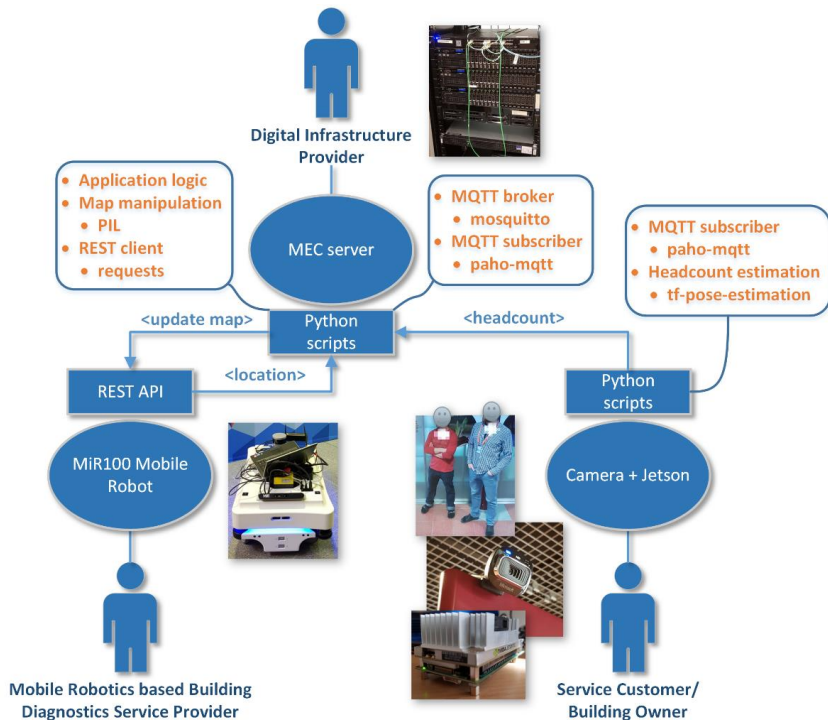 Digital Infrastructure
Provider
• Application logic
• Map manipulation
• PIL
• REST client
• requests
MEC server
• MQTT broker
• mosquitto
• MQTT subscriber
• paho-mqtt
• MQTT subscriber
• paho-mqtt
• Headcount estimation
• tf-pose-estimation
<update map>
Python
scripts
<headcount>
<location>
REST API
Python
scripts
MiR100 Mobile
Robot
Camera + Jetson
Mobile Robotics based Building
Diagnostics Service Provider
Service Customer/
Building Owner